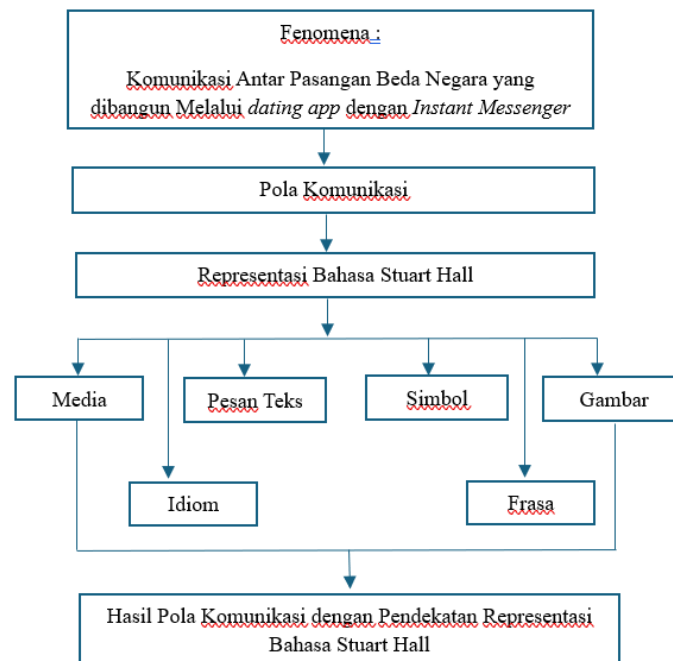 Fenomena :
Komunikasi Antar Pasangan Beda Negara yang
dibangun Melalui dating app dengan Instant Messenger
Pola Komunikasi
Representasi Bahasa Stuart Hall
Media
Pesan Teks
Simbol
Gambar
Idiom
Frasa
Hasil Pola Komunikasi dengan Pendekatan Representasi
Bahasa Stuart Hall